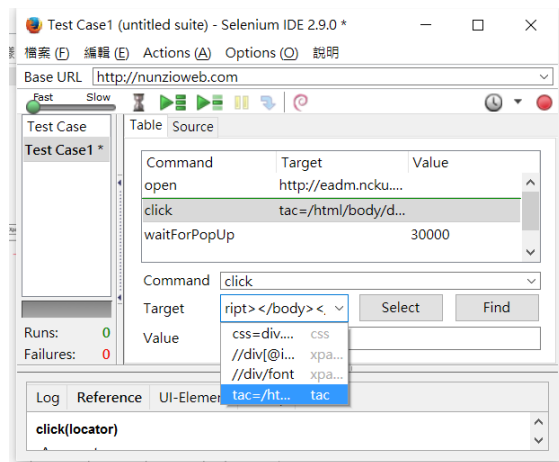 Test Case1 (untitled suite) - Selenium IDE 2.9.0 *
檔案 (F) 編輯 (E) Actions (A) Options (O) 說明
Base URL http://nunzioweb.com
Fast Slow
Test Case
Table Source
Test Case1 *
Command Target Value
open http://eadm.ncku....
click tac=/html/body/d...
waitForPopUp 30000
Command click
Target ript></body><. Select Find
Value
css=div.... css
//div[@i... xpa...
//div/font xpa...
tac=/ht... tac
Runs: 0
Failures: 0
Log Reference UI-Elemer
click(locator)